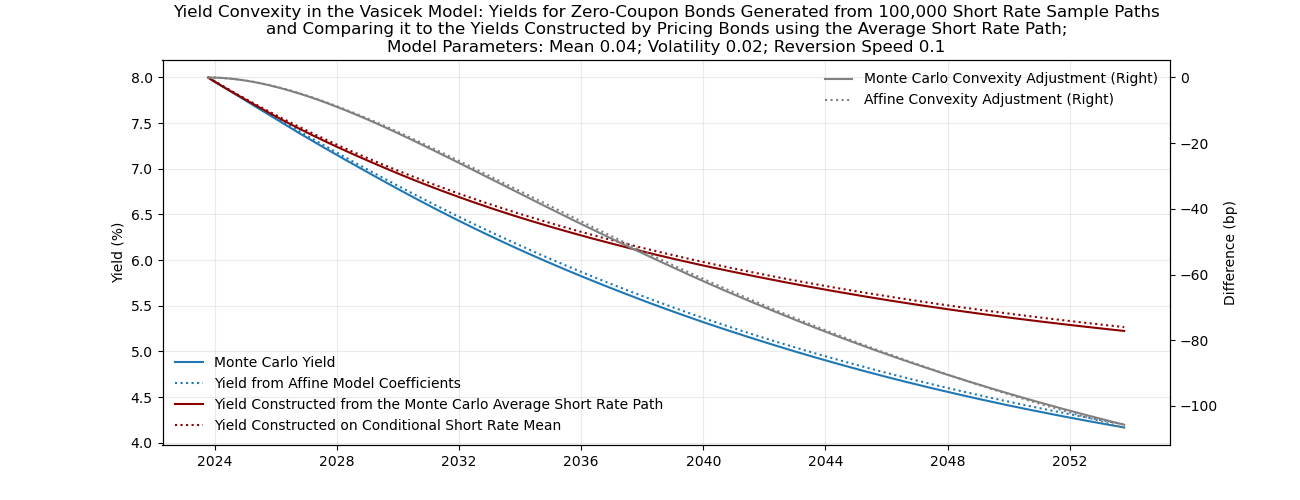 Yield Convexity in the Vasicek Model: Yields for Zero-Coupon Bonds Generated from 100,000 Short Rate Sample Paths
and Comparing it to the Yields Constructed by Pricing Bonds using the Average Short Rate Path;
Model Parameters: Mean 0.04; Volatility 0.02; Reversion Speed 0.1
Yield (%)
8.0
7.5
7.0
6.5
6.0
5.5
5.0
4.5
4.0
Monte Carlo Convexity Adjustment (Right)
Affine Convexity Adjustment (Right)
Monte Carlo Yield
Yield from Affine Model Coefficients
Yield Constructed from the Monte Carlo Average Short Rate Path
Yield Constructed on Conditional Short Rate Mean
0
−20
−40
−60
−80
−100
Difference (bp)
2024 2028 2032 2036 2040 2044 2048 2052